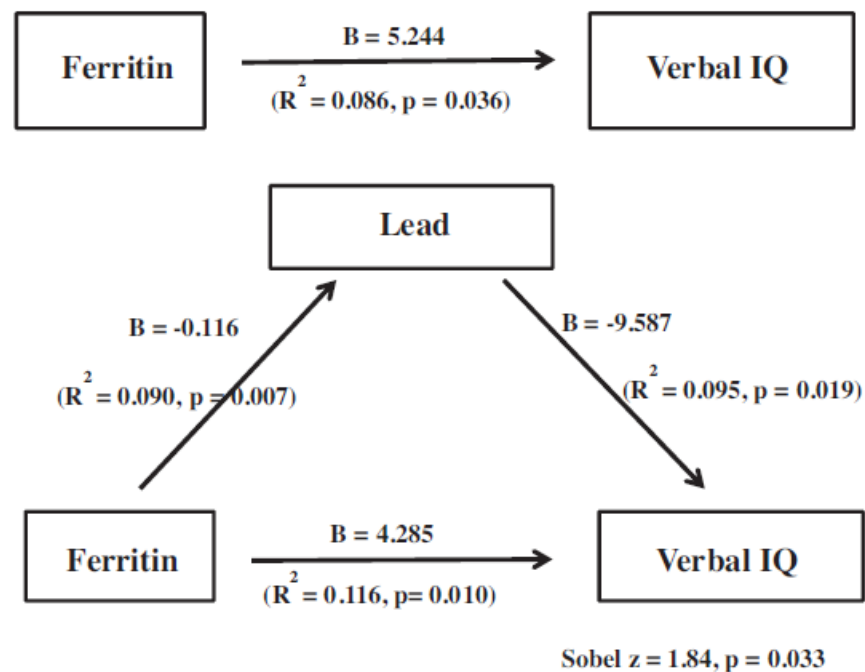 B = 5.244
Ferritin
Verbal IQ
(R² = 0.086, p = 0.036)
Lead
B = -0.116
B = -9.587
(R² = 0.090, p = 0.007)
(R² = 0.095, p = 0.019)
B = 4.285
Ferritin
Verbal IQ
(R² = 0.116, p= 0.010)
Sobel z = 1.84, p = 0.033